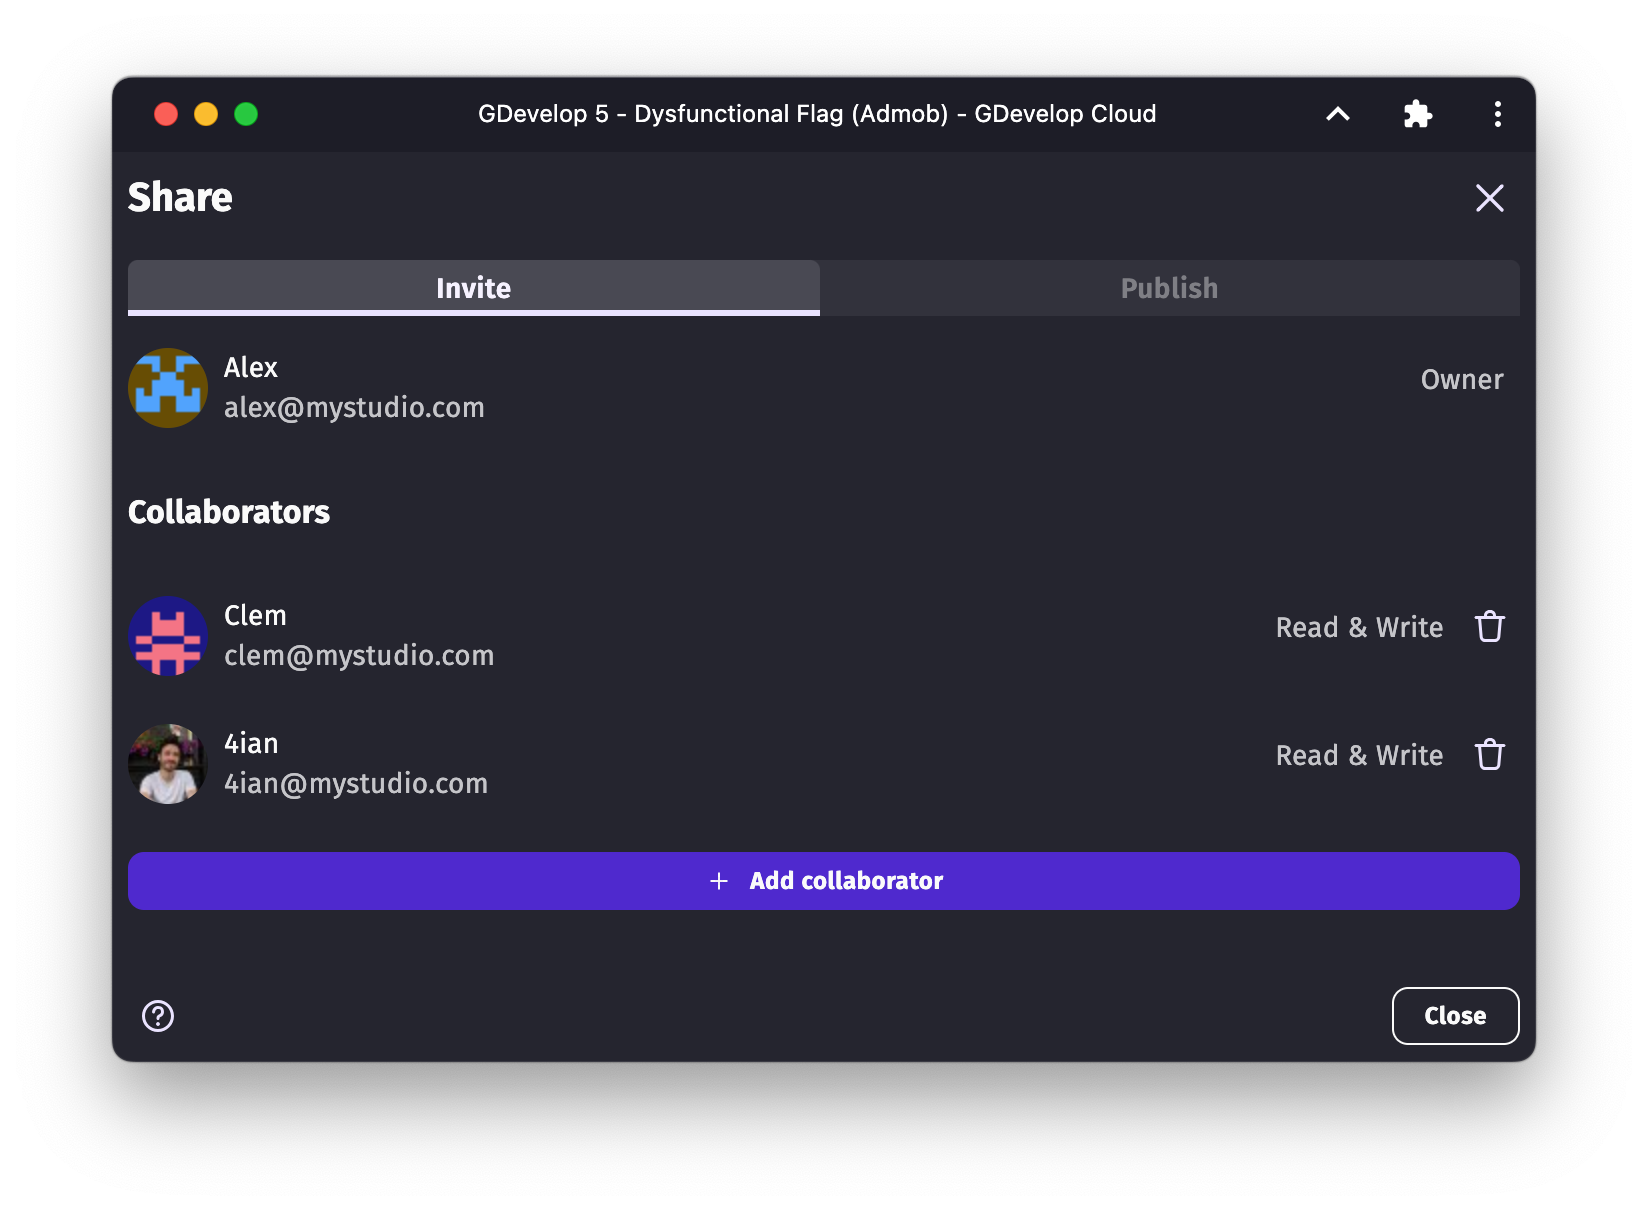 GDevelop 5 - Dysfunctional Flag (Admob) - GDevelop Cloud
Share
Invite
Publish
Alex
alex@mystudio.com
Owner
Collaborators
Clem
clem@mystudio.com
Read & Write
4ian
4ian@mystudio.com
Read & Write
+ Add collaborator
?
Close